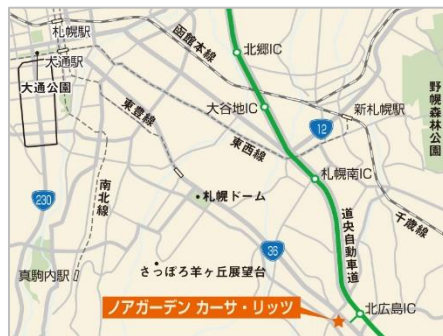 札幌駅
大通駅
大通公園
函館本線
北郷IC
大谷地IC
東豊線
東西線
12
新札幌駅
野幌森林公園
230
南北線
札幌ドーム
札幌南IC
36
道央自動車道
千歳線
真駒内駅
さっぽろ羊ヶ丘展望台
ノアガーデン カーサ・リッツ
北広島IC